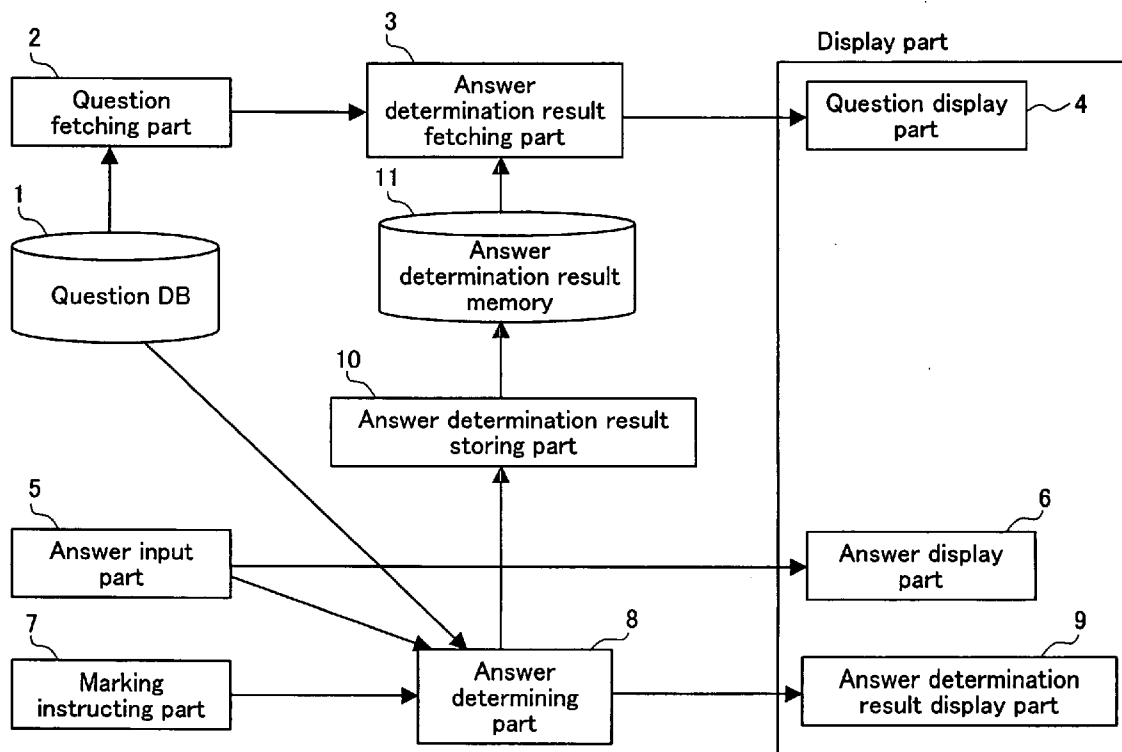 Display part
2
Question
fetching part
3
Answer
determination result
fetching part
Question display
part
4
1
Question DB
11
Answer
determination result
memory
10
Answer determination result
storing part
5
Answer input
part
6
Answer display
part
7
Marking
instructing part
8
Answer
determining
part
9
Answer determination
result display part